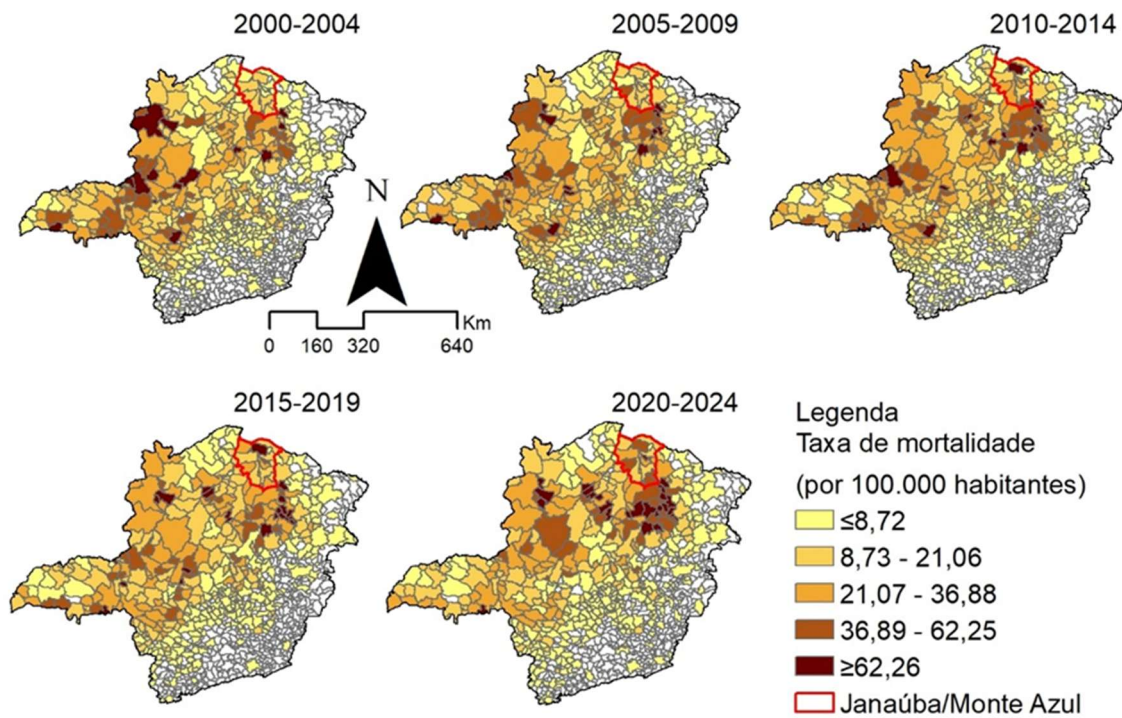 2000-2004
2005-2009
2010-2014
N
Km
0 160 320 640
2015-2019
2020-2024
Legenda
Taxa de mortalidade
(por 100.000 habitantes)
≤8,72
8,73 - 21,06
21,07 - 36,88
36,89 - 62,25
≥62,26
Janaúba/Monte Azul